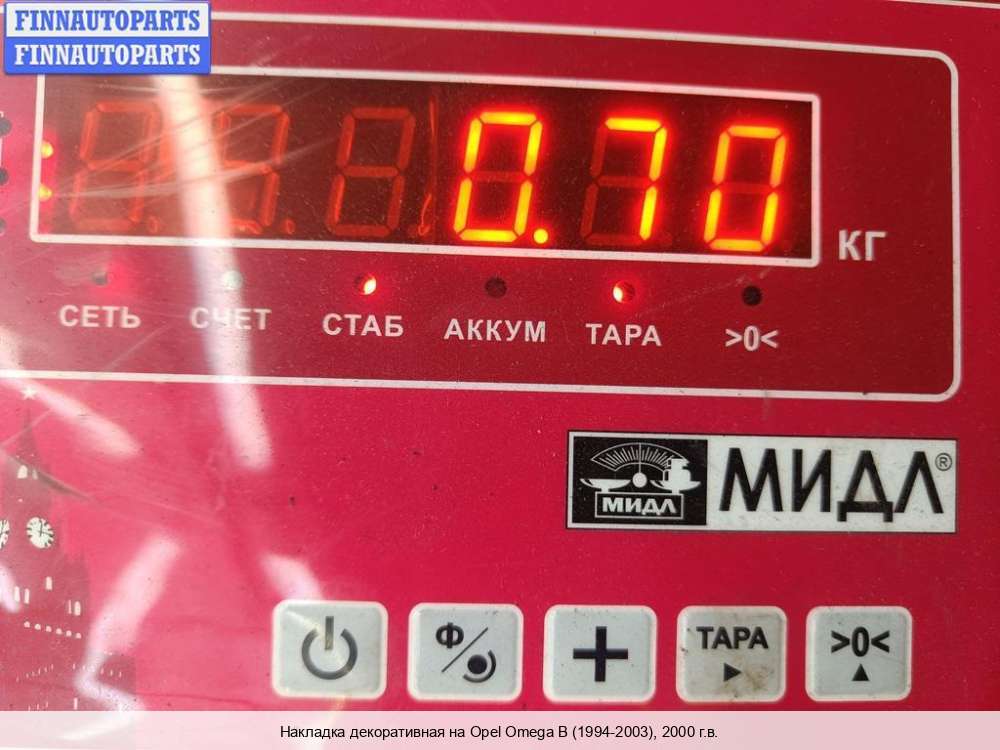 FINNAUTOPARTS
FINNAUTOPARTS
0.70
КГ
СЕТЬ СЧЕТ СТАБ АККУМ ТАРА >0<
МИДЛ
МИДЛ®
Ф ТАРА >0<
Накладка декоративная на Opel Omega B (1994-2003), 2000 г.в.